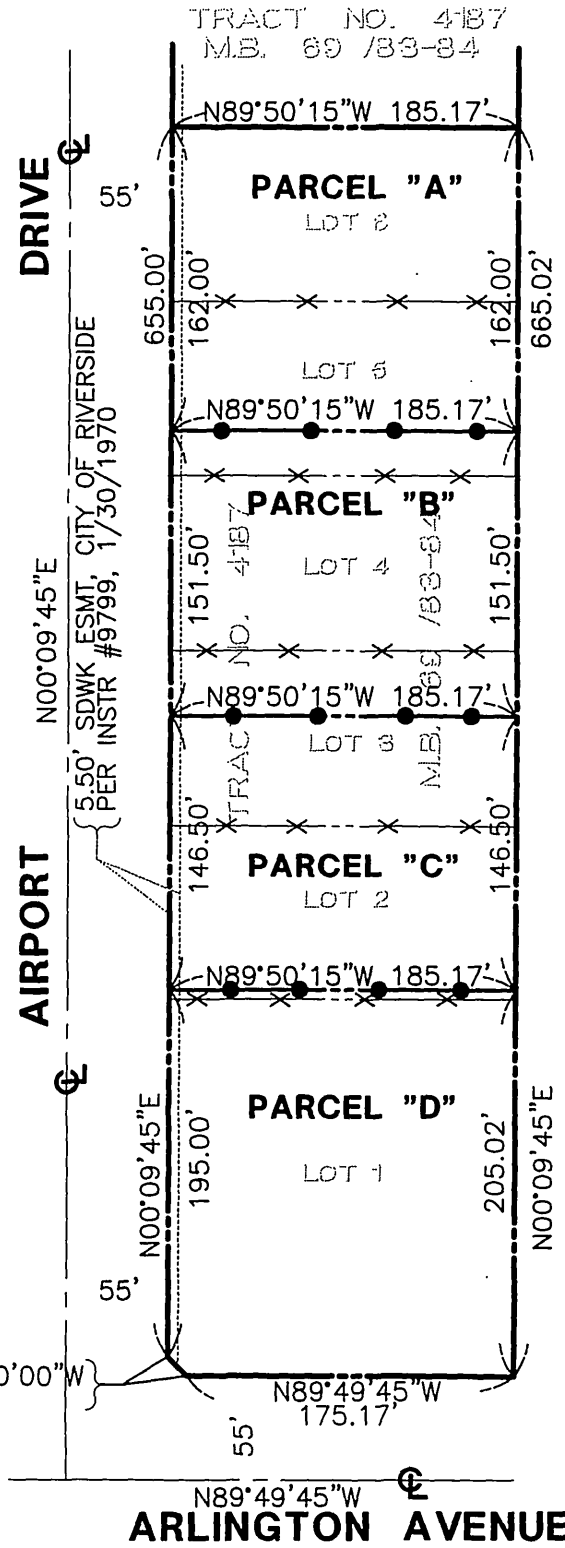 TRACT NO. 4187
M.B. 69 /83-84
N89°50'15"W 185.17'
DRIVE
℄
55'
PARCEL "A"
LOT 6
655.00'
162.00'
162.00'
665.02'
LOT 5
N89°50'15"W 185.17'
5.50' SDWK ESMT, CITY OF RIVERSIDE
PER INSTR #9799, 1/30/1970
N00°09'45"E
PARCEL "B"
151.50'
LOT 4
151.50'
TRACT NO. 4187
M.B. 69 /83-84
N89°50'15"W 185.17'
LOT 3
146.50'
146.50'
PARCEL "C"
LOT 2
AIRPORT
N89°50'15"W 185.17'
℄
PARCEL "D"
N00°09'45"E
195.00'
LOT 1
205.02'
N00°09'45"E
55'
0'00"W
N89°49'45"W
175.17'
55'
N89°49'45"W
℄
ARLINGTON AVENUE